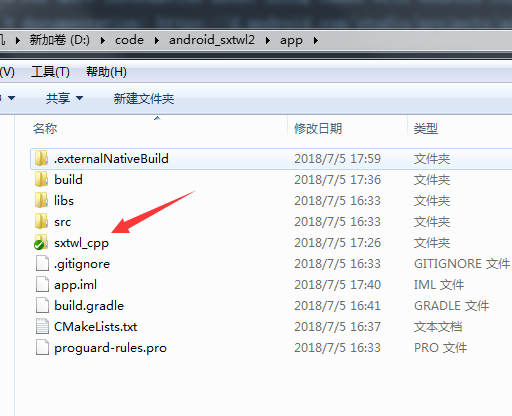 机 ▸ 新加卷 (D:) ▸ code ▸ android_sxtwl2 ▸ app ▸
(V) 工具(T) 帮助(H)
共享 新建文件夹
名称 修改日期 类型
.externalNativeBuild 2018/7/5 17:59 文件夹
build 2018/7/5 17:36 文件夹
libs 2018/7/5 16:33 文件夹
src 2018/7/5 16:33 文件夹
sxtwl_cpp 2018/7/5 17:26 文件夹
.gitignore 2018/7/5 16:33 GITIGNORE 文件
app.iml 2018/7/5 17:40 IML 文件
build.gradle 2018/7/5 16:41 GRADLE 文件
CMakeLists.txt 2018/7/5 16:37 文本文档
proguard-rules.pro 2018/7/5 16:33 PRO 文件